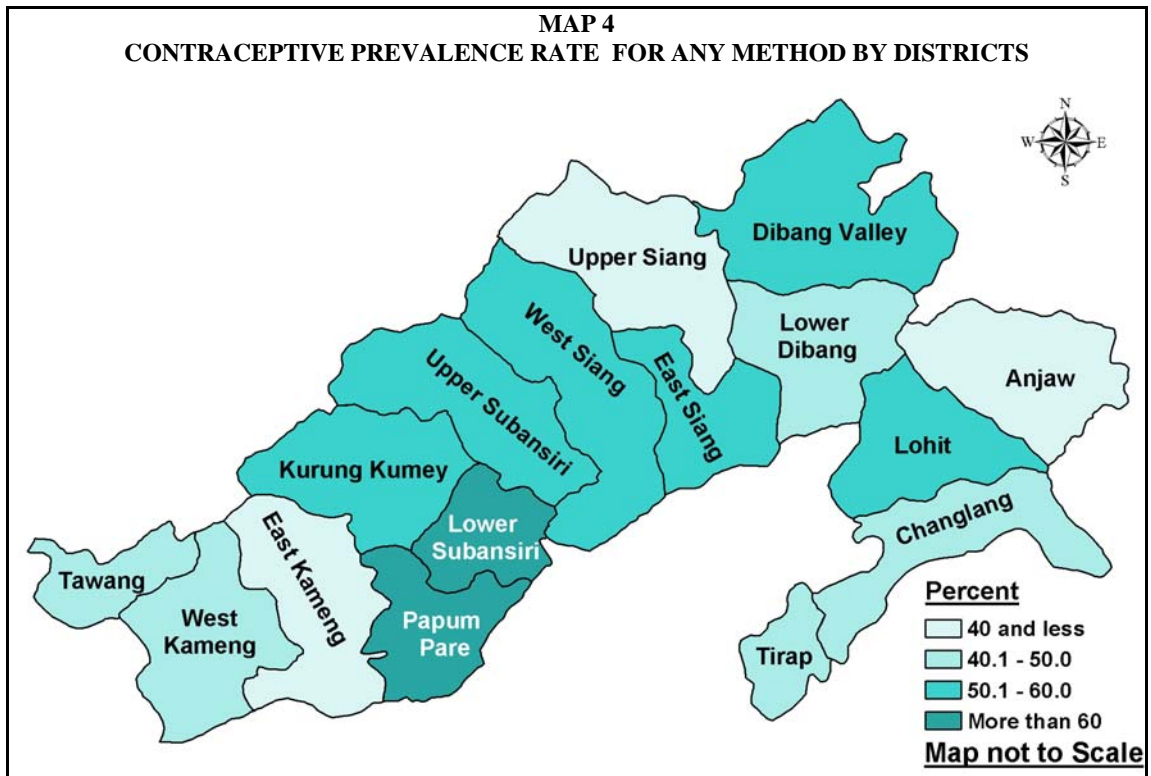 MAP 4
CONTRACEPTIVE PREVALENCE RATE FOR ANY METHOD BY DISTRICTS
N
W E
S
Dibang Valley
Upper Siang
Lower
Dibang
West Siang
Anjaw
East Siang
Upper Subansiri
Lohit
Kurung Kumey
Changlang
Lower
Subansiri
East Kameng
Tawang
West
Kameng
Papum
Pare
Tirap
Percent
40 and less
40.1 - 50.0
50.1 - 60.0
More than 60
Map not to Scale